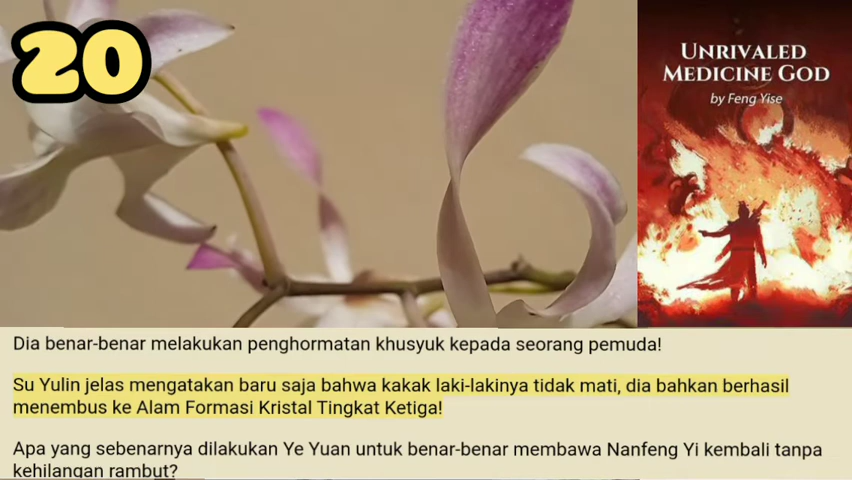 20
UNRIVALED
MEDICINE GOD
by Feng Yise
Dia benar-benar melakukan penghormatan khusyuk kepada seorang pemuda!
Su Yulin jelas mengatakan baru saja bahwa kakak laki-lakinya tidak mati, dia bahkan berhasil
menembus ke Alam Formasi Kristal Tingkat Ketiga!
Apa yang sebenarnya dilakukan Ye Yuan untuk benar-benar membawa Nanfeng Yi kembali tanpa
kehilangan rambut?